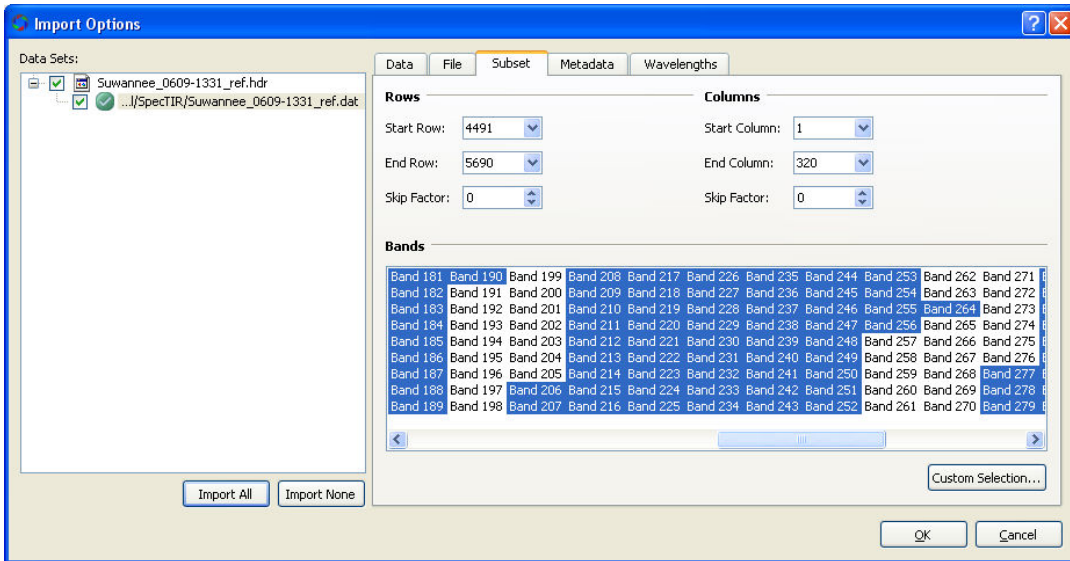 Import Options
Data Sets:
Suwannee_0609-1331_ref.hdr
...l/SpecTIR/Suwannee_0609-1331_ref.dat
Import All Import None
Data File Subset Metadata Wavelengths
Rows Columns
Start Row: 4491 Start Column: 1
End Row: 5690 End Column: 320
Skip Factor: 0 Skip Factor: 0
Bands
Band 181 Band 190 Band 199 Band 208 Band 217 Band 226 Band 235 Band 244 Band 253 Band 262 Band 271
Band 182 Band 191 Band 200 Band 209 Band 218 Band 227 Band 236 Band 245 Band 254 Band 263 Band 272
Band 183 Band 192 Band 201 Band 210 Band 219 Band 228 Band 237 Band 246 Band 255 Band 264 Band 273
Band 184 Band 193 Band 202 Band 211 Band 220 Band 229 Band 238 Band 247 Band 256 Band 265 Band 274
Band 185 Band 194 Band 203 Band 212 Band 221 Band 230 Band 239 Band 248 Band 257 Band 266 Band 275
Band 186 Band 195 Band 204 Band 213 Band 222 Band 231 Band 240 Band 249 Band 258 Band 267 Band 276
Band 187 Band 196 Band 205 Band 214 Band 223 Band 232 Band 241 Band 250 Band 259 Band 268 Band 277
Band 188 Band 197 Band 206 Band 215 Band 224 Band 233 Band 242 Band 251 Band 260 Band 269 Band 278
Band 189 Band 198 Band 207 Band 216 Band 225 Band 234 Band 243 Band 252 Band 261 Band 270 Band 279
Custom Selection...
OK Cancel